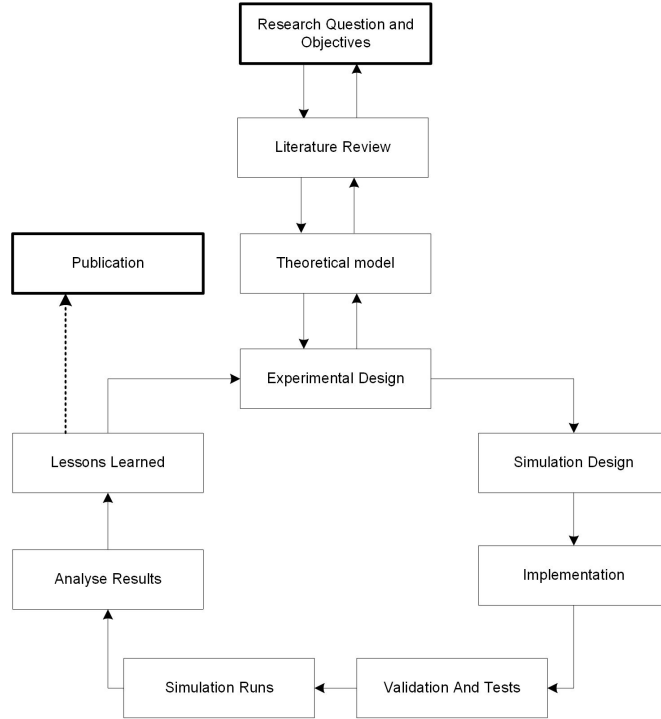 Research Question and
Objectives
Literature Review
Publication
Theoretical model
Experimental Design
Lessons Learned
Simulation Design
Analyse Results
Implementation
Simulation Runs
Validation And Tests